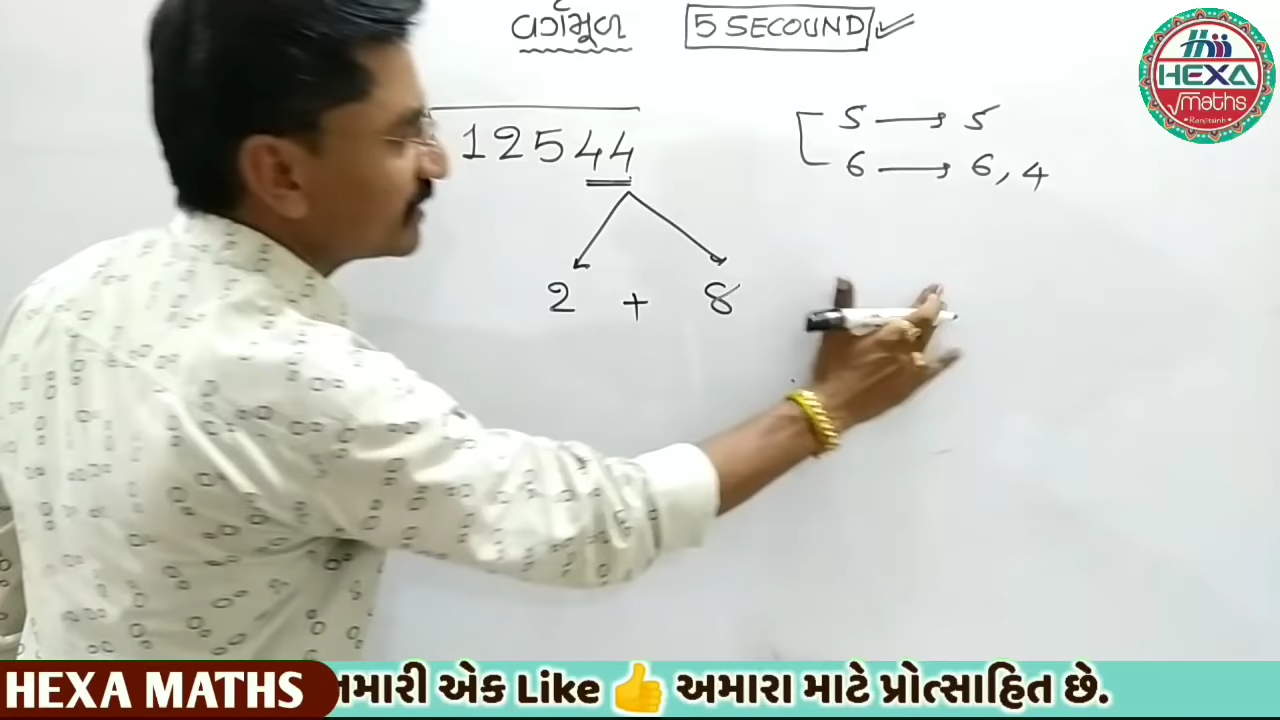 વર્ગમૂળ 5 SECOUND
12544
5 → 5
6 → 6, 4
2 + 8
HEXA
maths
Ranjitsinh
HEXA MATHS
મારી એક Like 👍 અમારા માટે પ્રોત્સાહિત છે.